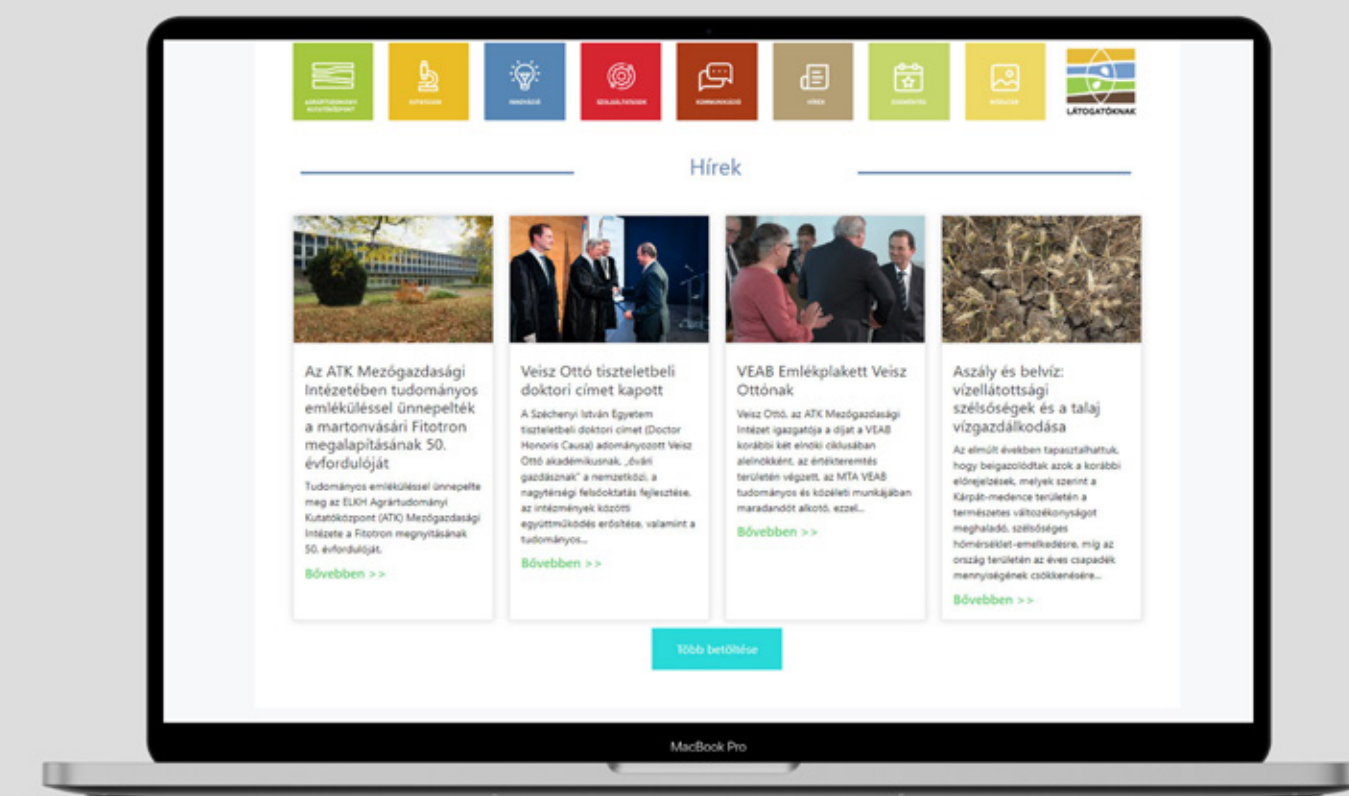 AGRÁRTUDOMÁNYI
KUTATÓKÖZPONT
KUTATÁSOK
INNOVÁCIÓ
SZOLGÁLTATÁSOK
KOMMUNIKÁCIÓ
HÍREK
LÁTOGATÓKNAK
Hírek
Az ATK Mezőgazdasági
Intézetében tudományos
emléküléssel ünnepelték
a martonvásári Fitotron
megalapításának 50.
évfordulóját
Tudományos emléküléssel ünnepelte
meg az ELKH Agrártudományi
Kutatóközpont (ATK) Mezőgazdasági
Intézete a Fitotron megnyitásának
50. évfordulóját.
Bővebben >>
Veisz Ottó tiszteletbeli
doktori címet kapott
A Széchenyi István Egyetem
tiszteletbeli doktori címet (Doctor
Honoris Causa) adományozott Veisz
Ottó akadémikusnak, „óvári
gazdásznak” a nemzetközi, a
nagytérségi felsőoktatás fejlesztése,
az intézmények közötti
együttműködés erősítése, valamint a
tudományos...
Bővebben >>
VEAB Emlékplakett Veisz
Ottónak
Veisz Ottó, az ATK Mezőgazdasági
Intézet igazgatója a díjat a VEAB
korábbi két elnöki ciklusában
alelnökként, az értékteremtés
területén végzett, az MTA VEAB
tudományos és közéleti munkájában
maradandót alkotó, ezzel...
Bővebben >>
Aszály és belvíz:
vízellátottsági
szélsőségek és a talaj
vízgazdálkodása
Az elmúlt években tapasztalhattuk,
hogy beigazolódtak azok a korábbi
előrejelzések, melyek szerint a
Kárpát-medence területén a
természetes változékonyságot
meghaladó, szélsőséges
hőmérséklet-emelkedésre, míg az
ország területén az éves csapadék
mennyiségének csökkenésére...
Bővebben >>
Több betöltése
MacBook Pro